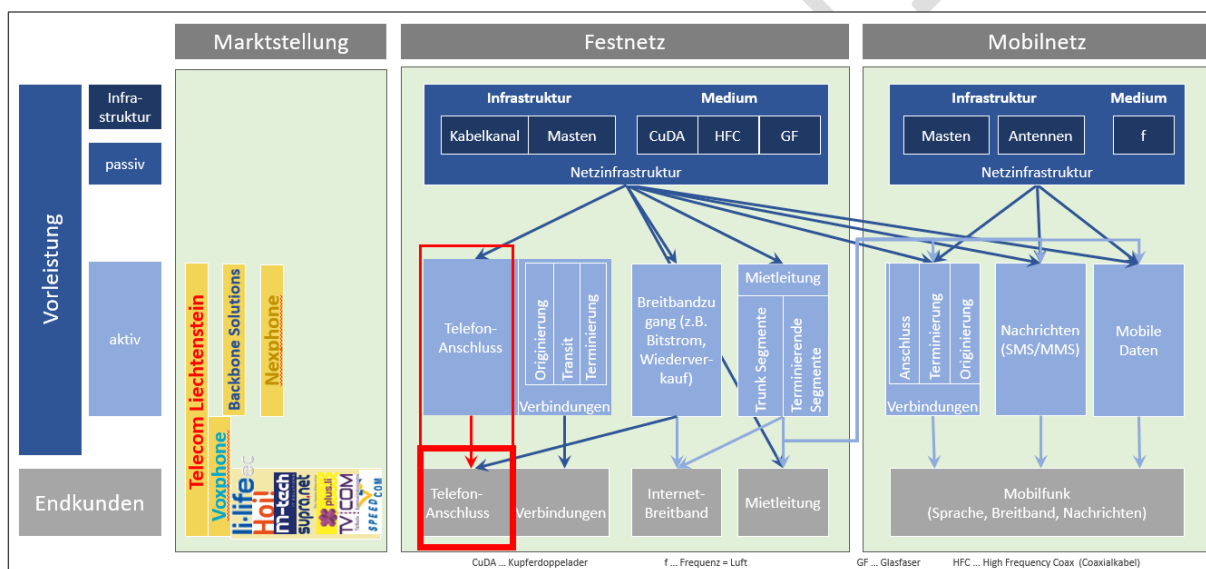 Marktstellung
Festnetz
Mobilnetz
Vorleistung
Infra-
struktur
passiv
aktiv
Endkunden
Telecom Liechtenstein
Backbone Solutions
Nexphone
Voxphone
li-life
ec
Hoi!
m-tech
supra.net
plus.li
TV-COM
SPEEDCOM
Infrastruktur
Medium
Kabelkanal
Masten
CuDA
HFC
GF
Netzinfrastruktur
Telefon-
Anschluss
Originierung
Transit
Terminierung
Verbindungen
Breitbandzu
gang (z.B.
Bitstrom,
Wiederver-
kauf)
Mietleitung
Trunk Segmente
Terminierende
Segmente
Telefon-
Anschluss
Verbindungen
Internet-
Breitband
Mietleitung
Infrastruktur
Medium
Masten
Antennen
f
Netzinfrastruktur
Anschluss
Terminierung
Originierung
Verbindungen
Nachrichten
(SMS/MMS)
Mobile
Daten
Mobilfunk
(Sprache, Breitband, Nachrichten)
CuDA ... Kupferdoppelader
f ... Frequenz = Luft
GF ... Glasfaser
HFC ... High Frequency Coax (Coaxialkabel)